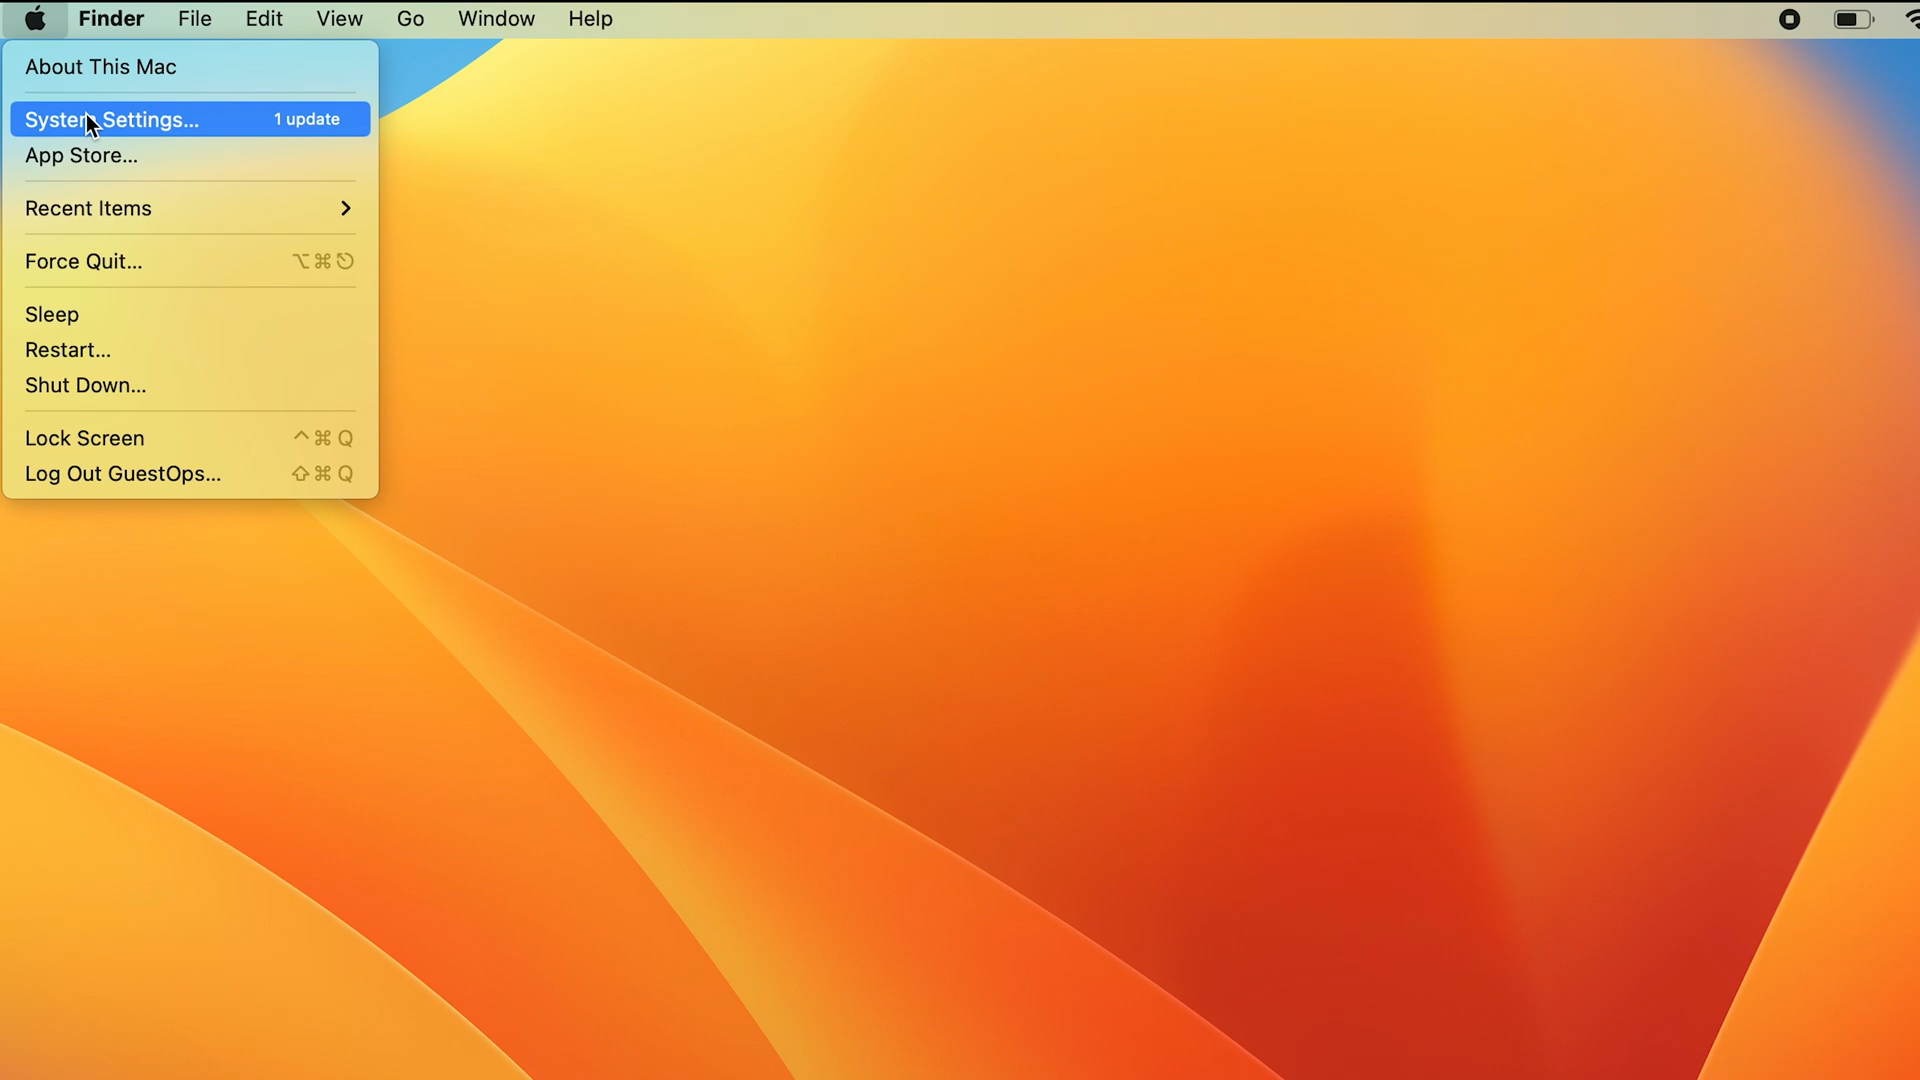 Finder File Edit View Go Window Help
About This Mac
System Settings... 1 update
App Store...
Recent Items
Force Quit... ⌥⌘⎋
Sleep
Restart...
Shut Down...
Lock Screen ^⌘Q
Log Out GuestOps... ⇧⌘Q